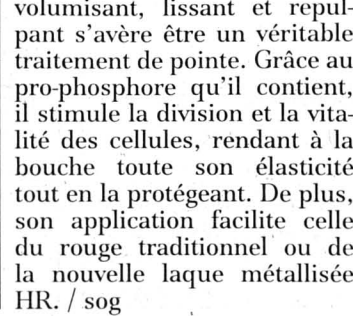 volumisant, lissant et repul-
pant s'avère être un véritable
traitement de pointe. Grâce au
pro-phosphore qu'il contient,
il stimule la division et la vita-
lité des cellules, rendant à la
bouche toute son élasticité
tout en la protégeant. De plus,
son application facilite celle
du rouge traditionnel ou de
la nouvelle laque métallisée
HR. / sog